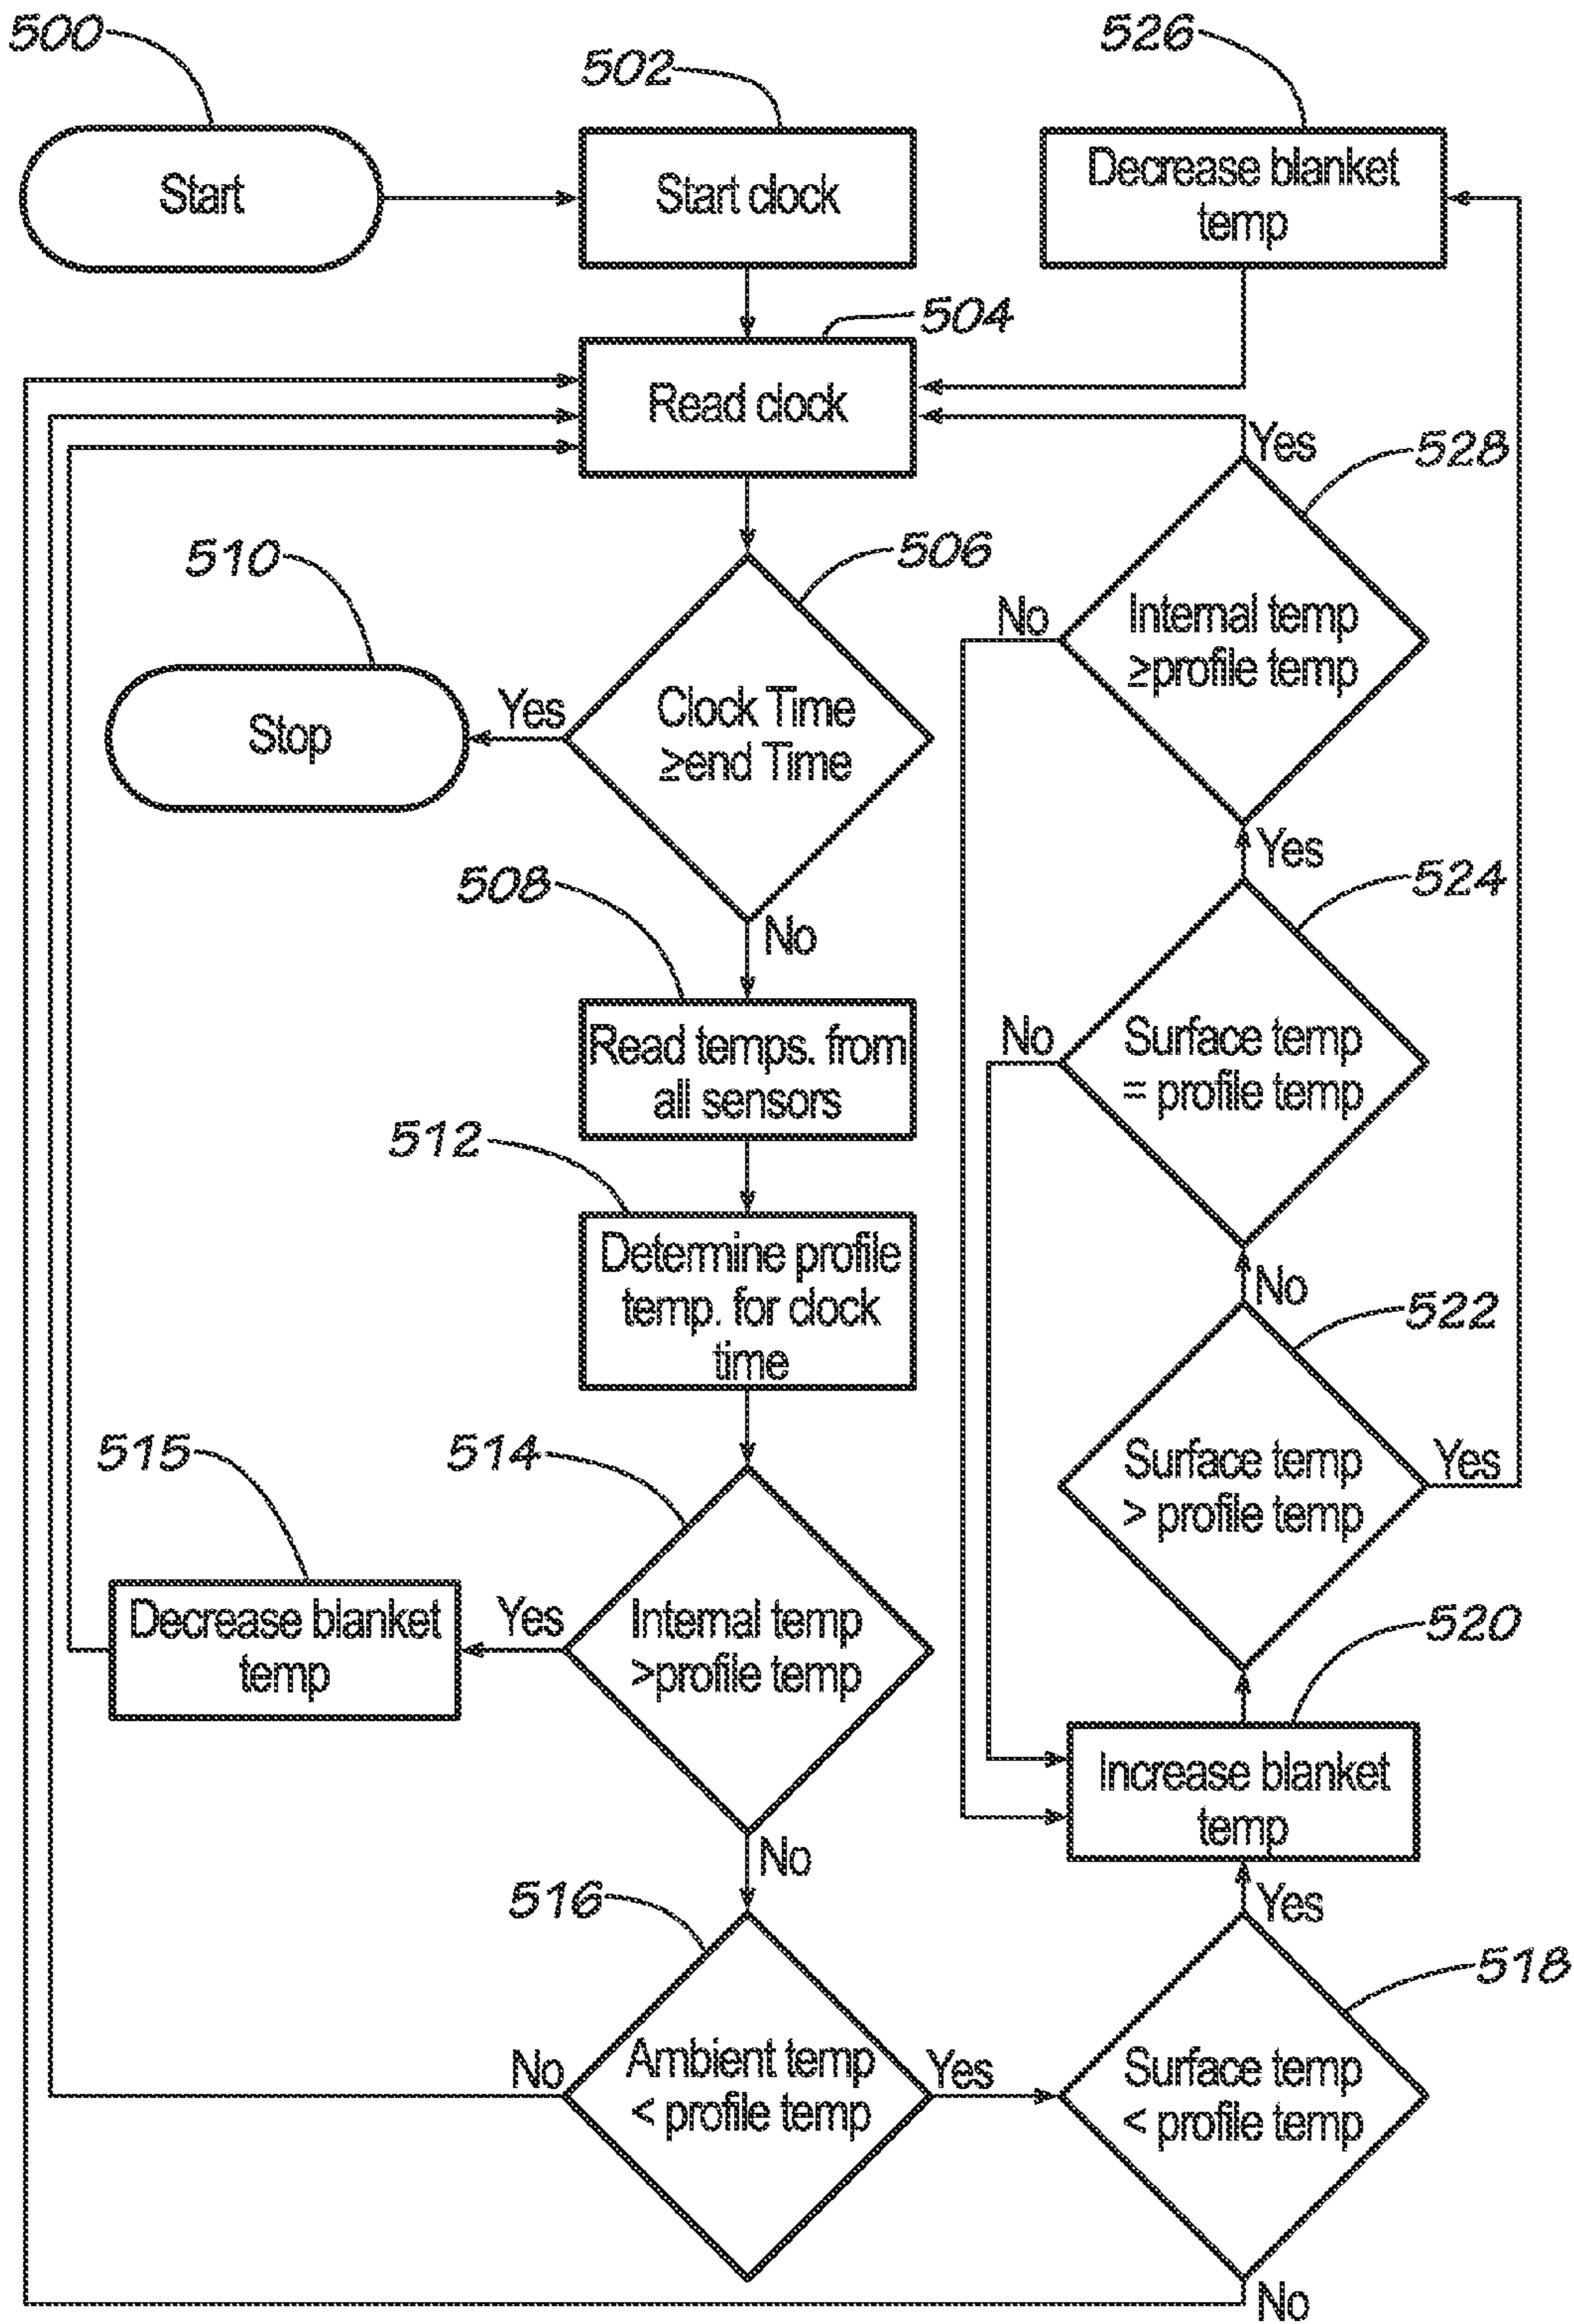 500
502
526
Start
Start clock
Decrease blanket
temp
504
Read clock
Yes
528
510
506
No
Internal temp
≥profile temp
Stop
Yes
Clock Time
≥end Time
Yes
508
No
524
Read temps. from
all sensors
No
Surface temp
= profile temp
512
Determine profile
temp. for clock
time
No
522
515
514
Surface temp
> profile temp
Yes
Decrease blanket
temp
Yes
Internal temp
>profile temp
520
Increase blanket
temp
No
516
Yes
518
No
Ambient temp
< profile temp
Yes
Surface temp
< profile temp
No